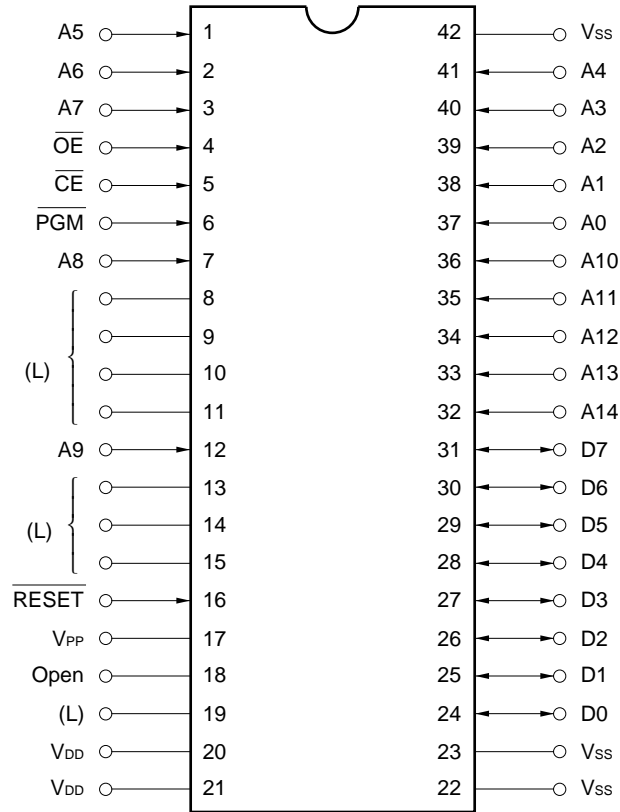 A5 1 42 Vss
A6 2 41 A4
A7 3 40 A3
OE 4 39 A2
CE 5 38 A1
PGM 6 37 A0
A8 7 36 A10
8 35 A11
9 34 A12
(L) 10 33 A13
11 32 A14
A9 12 31 D7
13 30 D6
(L) 14 29 D5
15 28 D4
RESET 16 27 D3
VPP 17 26 D2
Open 18 25 D1
(L) 19 24 D0
VDD 20 23 Vss
VDD 21 22 Vss